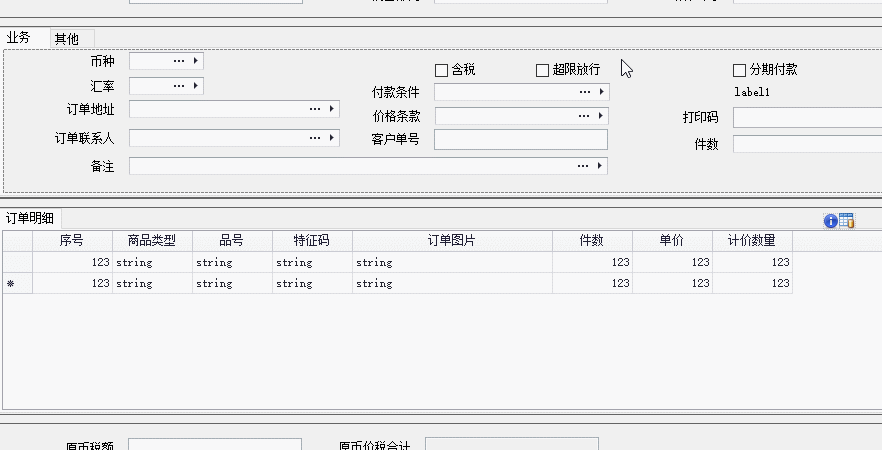 业务 其他
币种 ... 含税 超限放行 分期付款
汇率 ... 付款条件 ... label1
订单地址 ... 价格条款 ... 打印码
订单联系人 ... 客户单号 件数
备注 ...
订单明细
序号 商品类型 品号 特征码 订单图片 件数 单价 计价数量
123 string string string string 123 123 123
* 123 string string string string 123 123 123
原币税额 原币价税合计